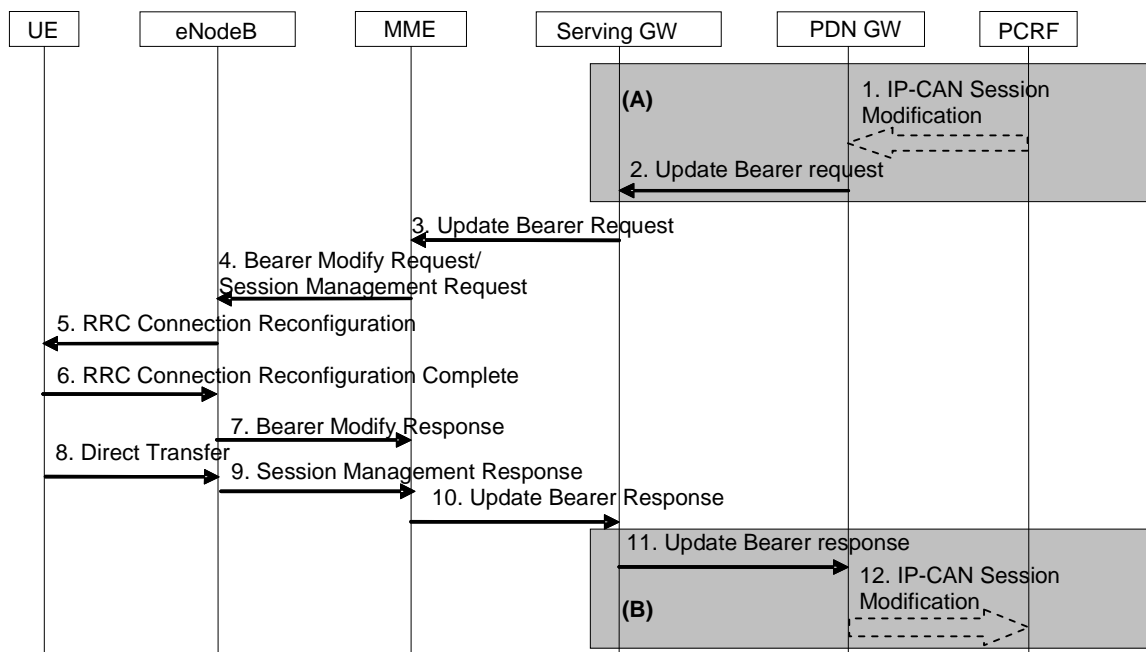 UE eNodeB MME Serving GW PDN GW PCRF
(A)
1. IP-CAN Session
Modification
2. Update Bearer request
3. Update Bearer Request
4. Bearer Modify Request/
Session Management Request
5. RRC Connection Reconfiguration
6. RRC Connection Reconfiguration Complete
7. Bearer Modify Response
8. Direct Transfer
9. Session Management Response
10. Update Bearer Response
11. Update Bearer response
12. IP-CAN Session
Modification
(B)